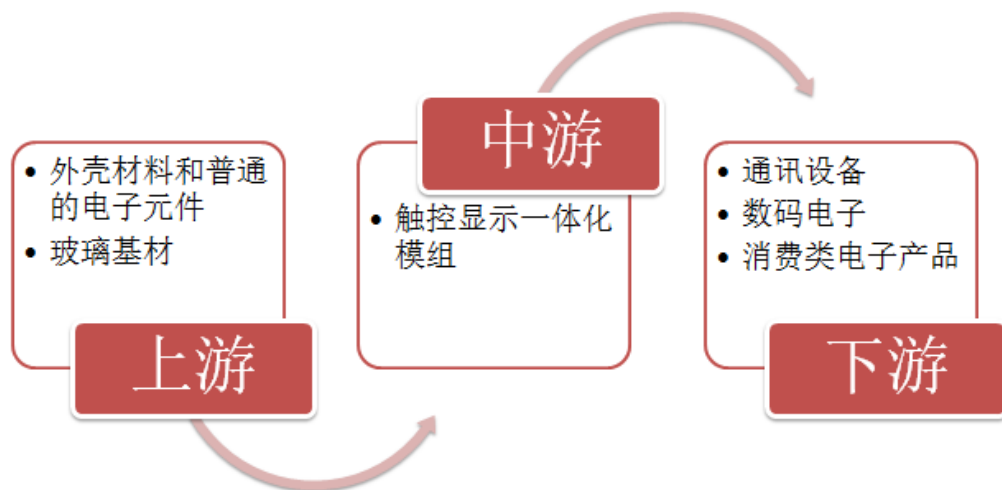 • 外壳材料和普通
的电子元件
• 玻璃基材
上游
中游
• 触控显示一体化
模组
• 通讯设备
• 数码电子
• 消费类电子产品
下游